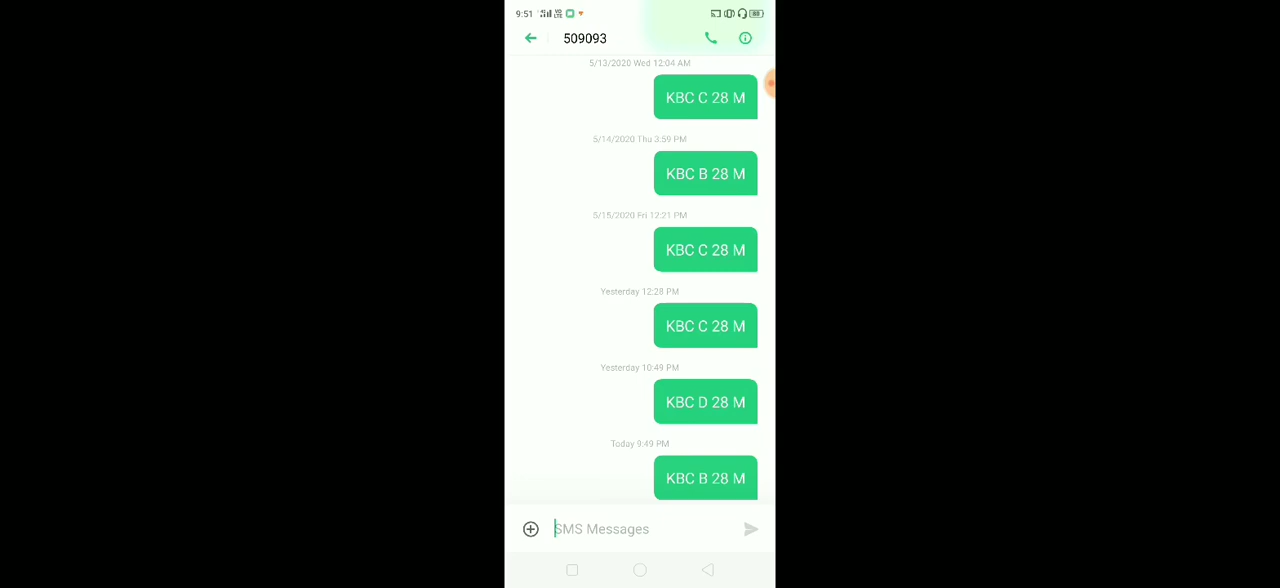 9:51
80
509093
5/13/2020 Wed 12:04 AM
KBC C 28 M
5/14/2020 Thu 3:59 PM
KBC B 28 M
5/15/2020 Fri 12:21 PM
KBC C 28 M
Yesterday 12:28 PM
KBC C 28 M
Yesterday 10:49 PM
KBC D 28 M
Today 9:49 PM
KBC B 28 M
SMS Messages